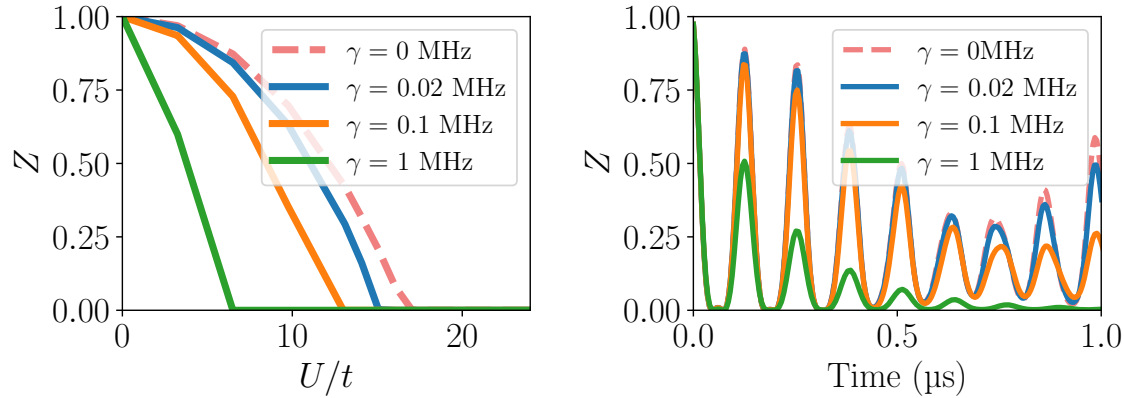 1.00
0.75
0.50
0.25
0.00
Z
0
10
20
U/t
γ = 0 MHz
γ = 0.02 MHz
γ = 0.1 MHz
γ = 1 MHz
1.00
0.75
0.50
0.25
0.00
Z
0.0
0.5
1.0
Time (µs)
γ = 0MHz
γ = 0.02 MHz
γ = 0.1 MHz
γ = 1 MHz